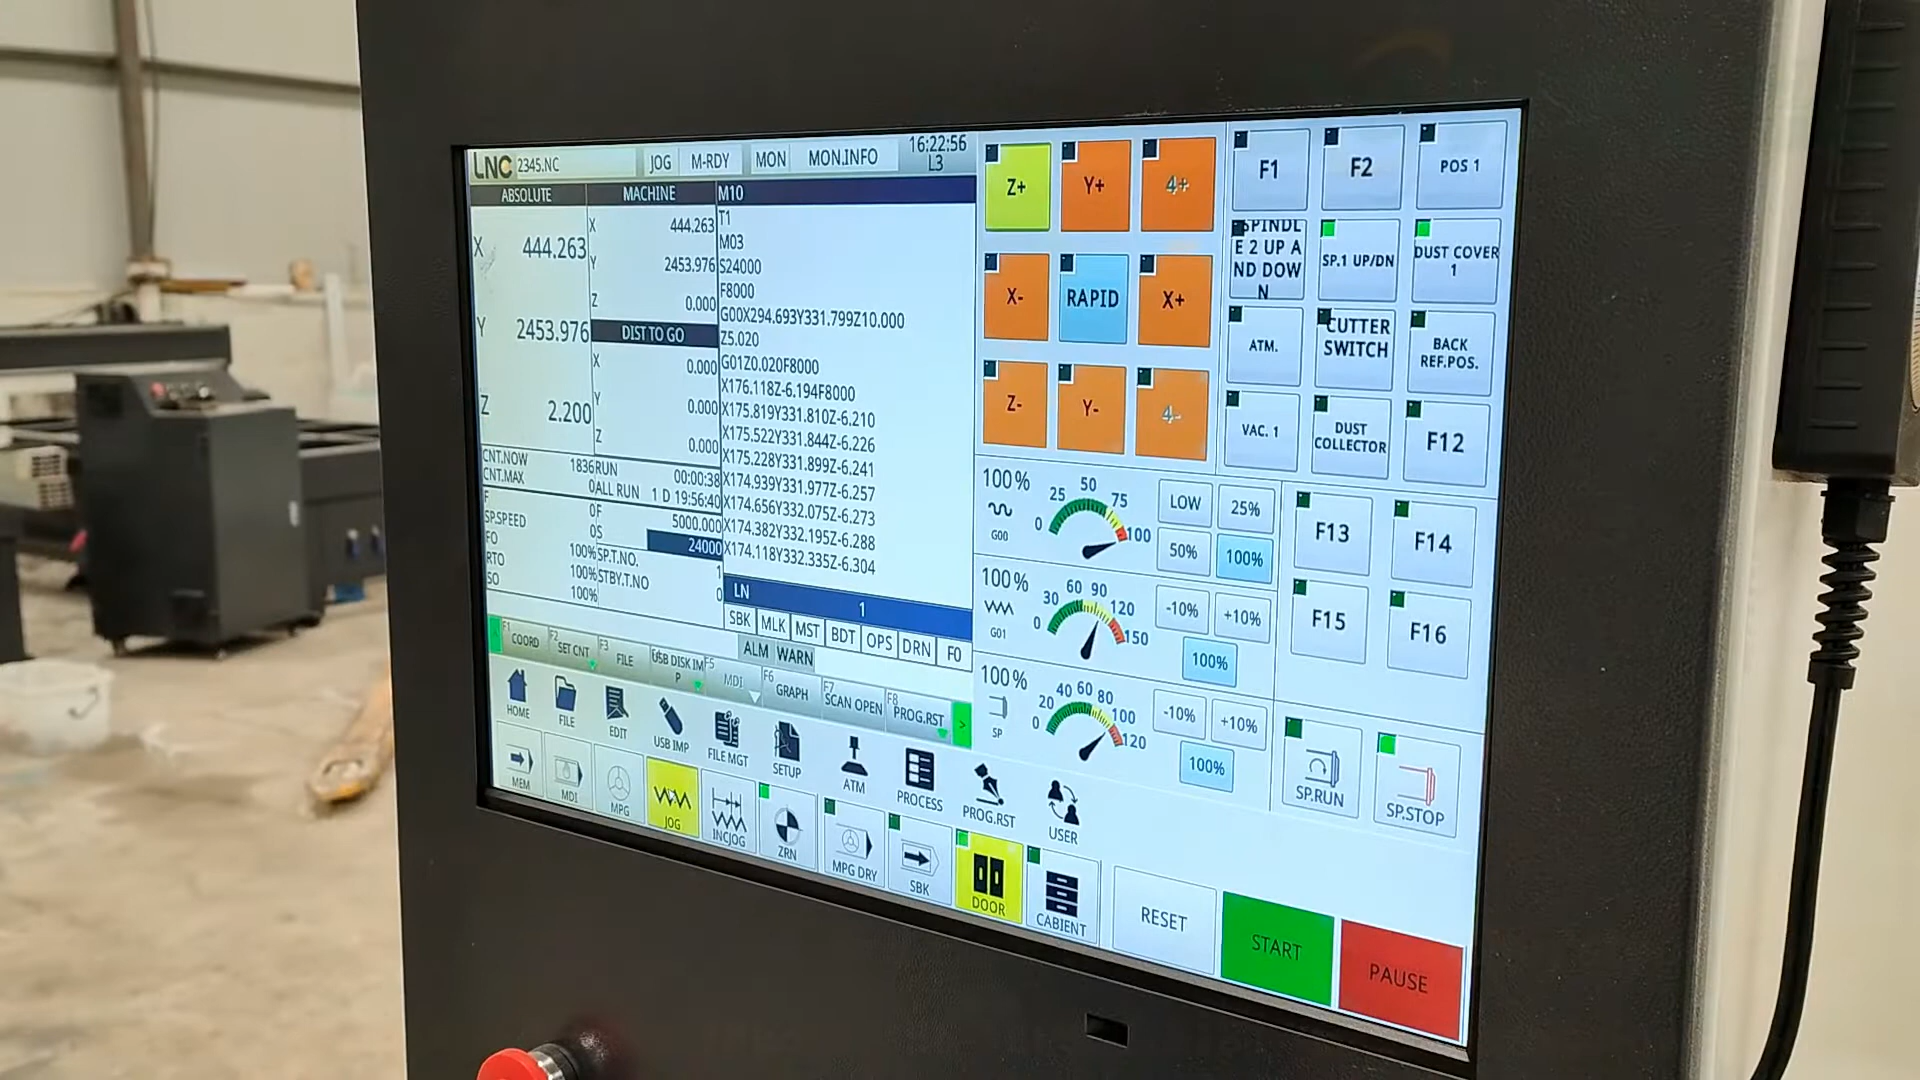 LNC 2345.NC JOG M-RDY MON MON.INFO 16:22:56
L3
ABSOLUTE MACHINE M10
X 444.263
Y 2453.976
Z 2.200
X 444.263
Y 2453.976
Z 0.000
DIST TO GO
X 0.000
Y 0.000
Z 0.000
T1
M03
S24000
F8000
G00X294.693Y331.799Z10.000
Z5.020
G01Z0.020F8000
X176.118Z-6.194F8000
X175.819Y331.810Z-6.210
X175.522Y331.844Z-6.226
X175.228Y331.899Z-6.241
X174.939Y331.977Z-6.257
X174.656Y332.075Z-6.273
X174.382Y332.195Z-6.288
X174.118Y332.335Z-6.304
CNT.NOW 1836 RUN 00:00:38
CNT.MAX 0 ALL RUN 1 D 19:56:40
F 0 F 5000.000
SP.SPEED 0 S 24000
FO 100% SP.T.NO. 1
RTO 100% STBY.T.NO 0
SO 100%
LN 1
SBK MLK MST BDT OPS DRN F0
ALM WARN
F1 COORD F2 SET CNT F3 FILE USB DISK IM
P F5 MDI F6 GRAPH F7 SCAN OPEN F8 PROG.RST >
HOME FILE EDIT USB IMP FILE MGT SETUP ATM PROCESS PROG.RST USER
MEM MDI MPG JOG INCJOG ZRN MPG DRY SBK DOOR CABIENT
RESET START PAUSE
Z+ Y+ 4+
X- RAPID X+
Z- Y- 4-
F1 F2 POS 1
SPINDL
E 2 UP A
ND DOW
N
SP.1 UP/DN
DUST COVER
1
ATM.
CUTTER
SWITCH
BACK
REF.POS.
VAC. 1
DUST
COLLECTOR
F12
100% G00 0 25 50 75 100
LOW 25%
50% 100%
100% G01 0 30 60 90 120 150
-10% +10%
100%
100% SP 0 20 40 60 80 100 120
-10% +10%
100%
F13 F14
F15 F16
SP.RUN SP.STOP